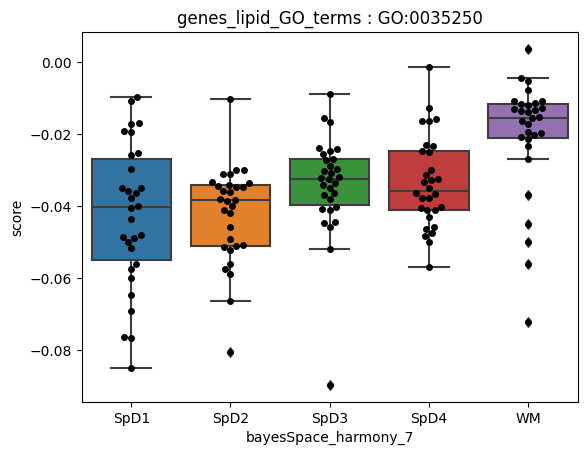 genes_lipid_GO_terms : GO:0035250
0.00
−0.02
−0.04
−0.06
−0.08
score
SpD1 SpD2 SpD3 SpD4 WM
bayesSpace_harmony_7